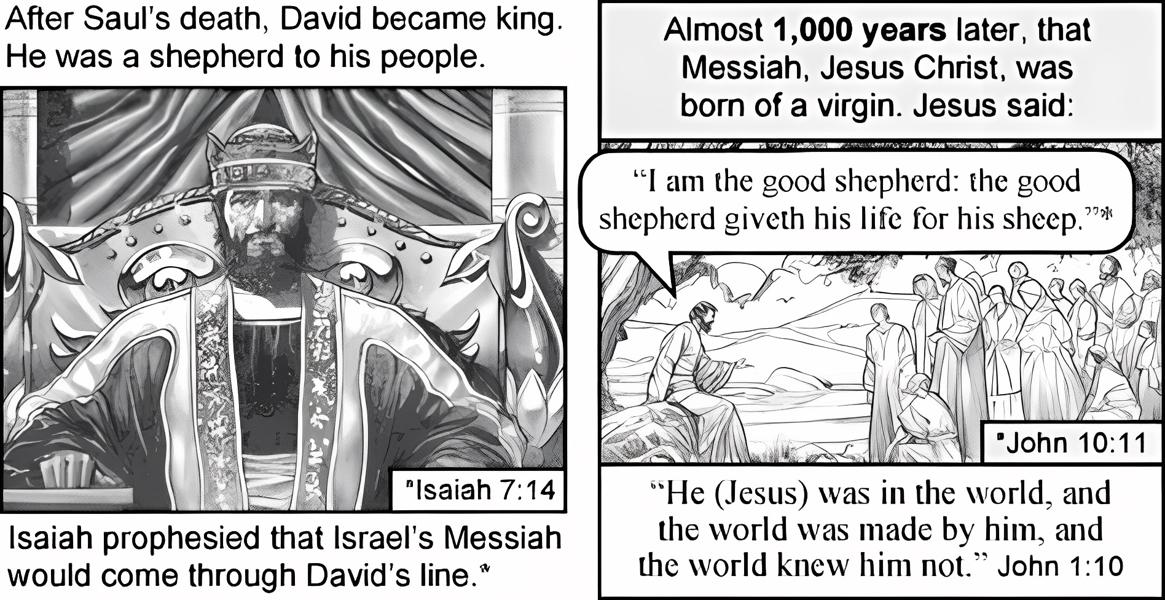 After Saul's death, David became king.
He was a shepherd to his people.
*Isaiah 7:14
Isaiah prophesied that Israel's Messiah
would come through David's line.*
Almost 1,000 years later, that
Messiah, Jesus Christ, was
born of a virgin. Jesus said:
“I am the good shepherd: the good
shepherd giveth his life for his sheep.”*
*John 10:11
“He (Jesus) was in the world, and
the world was made by him, and
the world knew him not.” John 1:10